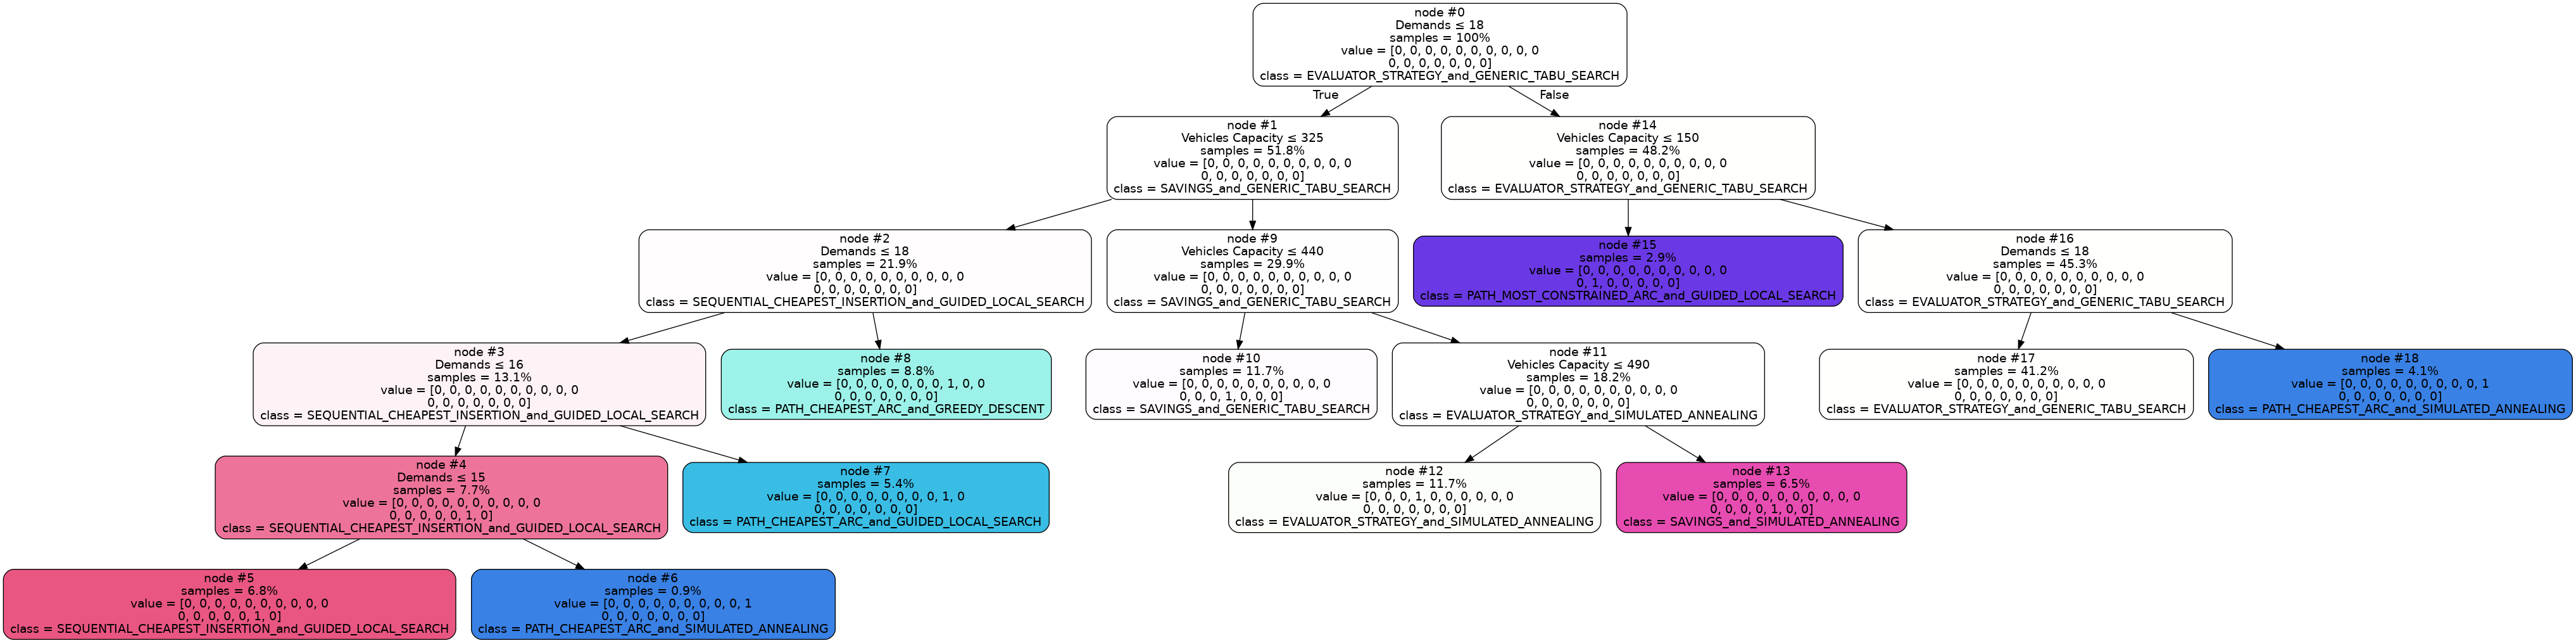 node #0
Demands ≤ 18
samples = 100%
value = [0, 0, 0, 0, 0, 0, 0, 0, 0, 0
0, 0, 0, 0, 0, 0, 0]
class = EVALUATOR_STRATEGY_and_GENERIC_TABU_SEARCH
True
False
node #1
Vehicles Capacity ≤ 325
samples = 51.8%
value = [0, 0, 0, 0, 0, 0, 0, 0, 0, 0
0, 0, 0, 0, 0, 0, 0]
class = SAVINGS_and_GENERIC_TABU_SEARCH
node #14
Vehicles Capacity ≤ 150
samples = 48.2%
value = [0, 0, 0, 0, 0, 0, 0, 0, 0, 0
0, 0, 0, 0, 0, 0, 0]
class = EVALUATOR_STRATEGY_and_GENERIC_TABU_SEARCH
node #2
Demands ≤ 18
samples = 21.9%
value = [0, 0, 0, 0, 0, 0, 0, 0, 0, 0
0, 0, 0, 0, 0, 0, 0]
class = SEQUENTIAL_CHEAPEST_INSERTION_and_GUIDED_LOCAL_SEARCH
node #9
Vehicles Capacity ≤ 440
samples = 29.9%
value = [0, 0, 0, 0, 0, 0, 0, 0, 0, 0
0, 0, 0, 0, 0, 0, 0]
class = SAVINGS_and_GENERIC_TABU_SEARCH
node #15
samples = 2.9%
value = [0, 0, 0, 0, 0, 0, 0, 0, 0, 0
0, 1, 0, 0, 0, 0, 0]
class = PATH_MOST_CONSTRAINED_ARC_and_GUIDED_LOCAL_SEARCH
node #16
Demands ≤ 18
samples = 45.3%
value = [0, 0, 0, 0, 0, 0, 0, 0, 0, 0
0, 0, 0, 0, 0, 0, 0]
class = EVALUATOR_STRATEGY_and_GENERIC_TABU_SEARCH
node #3
Demands ≤ 16
samples = 13.1%
value = [0, 0, 0, 0, 0, 0, 0, 0, 0, 0
0, 0, 0, 0, 0, 0, 0]
class = SEQUENTIAL_CHEAPEST_INSERTION_and_GUIDED_LOCAL_SEARCH
node #8
samples = 8.8%
value = [0, 0, 0, 0, 0, 0, 0, 1, 0, 0
0, 0, 0, 0, 0, 0, 0]
class = PATH_CHEAPEST_ARC_and_GREEDY_DESCENT
node #10
samples = 11.7%
value = [0, 0, 0, 0, 0, 0, 0, 0, 0, 0
0, 0, 0, 1, 0, 0, 0]
class = SAVINGS_and_GENERIC_TABU_SEARCH
node #11
Vehicles Capacity ≤ 490
samples = 18.2%
value = [0, 0, 0, 0, 0, 0, 0, 0, 0, 0
0, 0, 0, 0, 0, 0, 0]
class = EVALUATOR_STRATEGY_and_SIMULATED_ANNEALING
node #17
samples = 41.2%
value = [0, 0, 0, 0, 0, 0, 0, 0, 0, 0
0, 0, 0, 0, 0, 0, 0]
class = EVALUATOR_STRATEGY_and_GENERIC_TABU_SEARCH
node #18
samples = 4.1%
value = [0, 0, 0, 0, 0, 0, 0, 0, 0, 1
0, 0, 0, 0, 0, 0, 0]
class = PATH_CHEAPEST_ARC_and_SIMULATED_ANNEALING
node #4
Demands ≤ 15
samples = 7.7%
value = [0, 0, 0, 0, 0, 0, 0, 0, 0, 0
0, 0, 0, 0, 0, 1, 0]
class = SEQUENTIAL_CHEAPEST_INSERTION_and_GUIDED_LOCAL_SEARCH
node #7
samples = 5.4%
value = [0, 0, 0, 0, 0, 0, 0, 0, 1, 0
0, 0, 0, 0, 0, 0, 0]
class = PATH_CHEAPEST_ARC_and_GUIDED_LOCAL_SEARCH
node #12
samples = 11.7%
value = [0, 0, 0, 1, 0, 0, 0, 0, 0, 0
0, 0, 0, 0, 0, 0, 0]
class = EVALUATOR_STRATEGY_and_SIMULATED_ANNEALING
node #13
samples = 6.5%
value = [0, 0, 0, 0, 0, 0, 0, 0, 0, 0
0, 0, 0, 0, 1, 0, 0]
class = SAVINGS_and_SIMULATED_ANNEALING
node #5
samples = 6.8%
value = [0, 0, 0, 0, 0, 0, 0, 0, 0, 0
0, 0, 0, 0, 0, 1, 0]
class = SEQUENTIAL_CHEAPEST_INSERTION_and_GUIDED_LOCAL_SEARCH
node #6
samples = 0.9%
value = [0, 0, 0, 0, 0, 0, 0, 0, 0, 1
0, 0, 0, 0, 0, 0, 0]
class = PATH_CHEAPEST_ARC_and_SIMULATED_ANNEALING